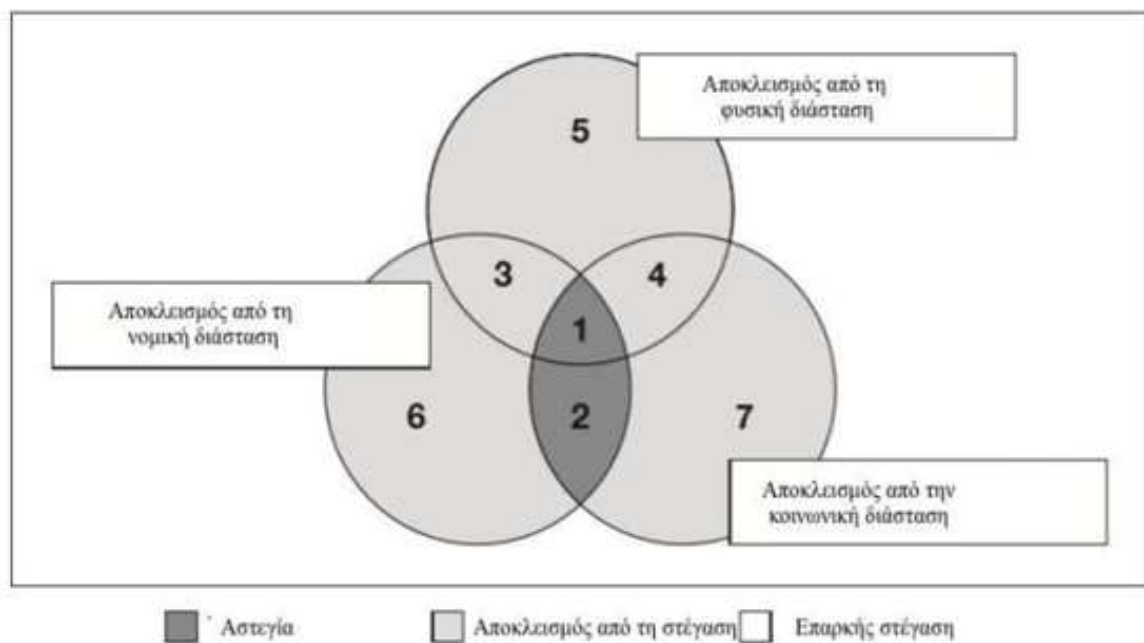 Αποκλεισμός από τη
φυσική διάσταση
5
3
4
Αποκλεισμός από τη
νομική διάσταση
1
6
2
7
Αποκλεισμός από την
κοινωνική διάσταση
Αστεγία
Αποκλεισμός από τη στέγαση
Επαρκής στέγαση